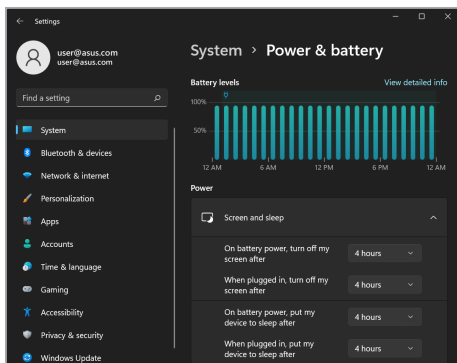 Settings
user@asus.com
user@asus.com
Find a setting
System
Bluetooth & devices
Network & internet
Personalization
Apps
Accounts
Time & language
Gaming
Accessibility
Privacy & security
Windows Update
System > Power & battery
Battery levels
View detailed info
100%
50%
12 AM 6 AM 12 PM 6 PM 12 AM
Power
Screen and sleep
On battery power, turn off my
screen after
4 hours
When plugged in, turn off my
screen after
4 hours
On battery power, put my
device to sleep after
4 hours
When plugged in, put my
device to sleep after
4 hours